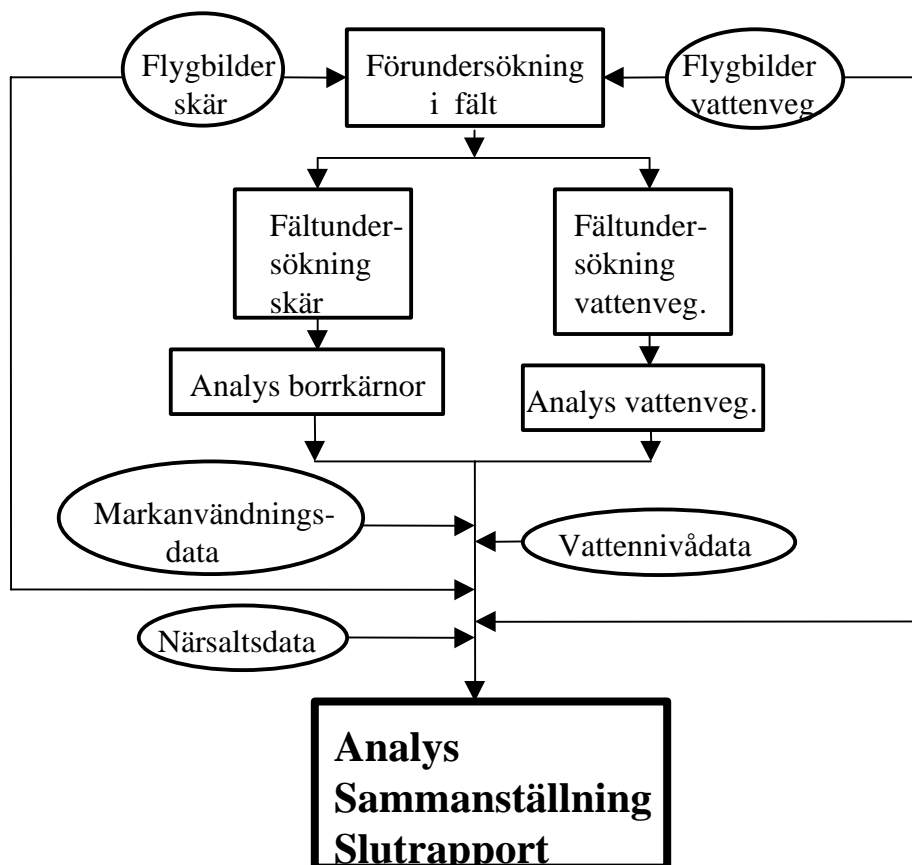 Flygbilder
skär
Förundersökning
i fält
Flygbilder
vattenveg.
Fältunder-
sökning
skär
Fältunder-
sökning
vattenveg.
Analys borrkärnor
Analys vattenveg.
Markanvändnings-
data
Vattennivådata
Närsaltsdata
Analys
Sammanställning
Slutrapport